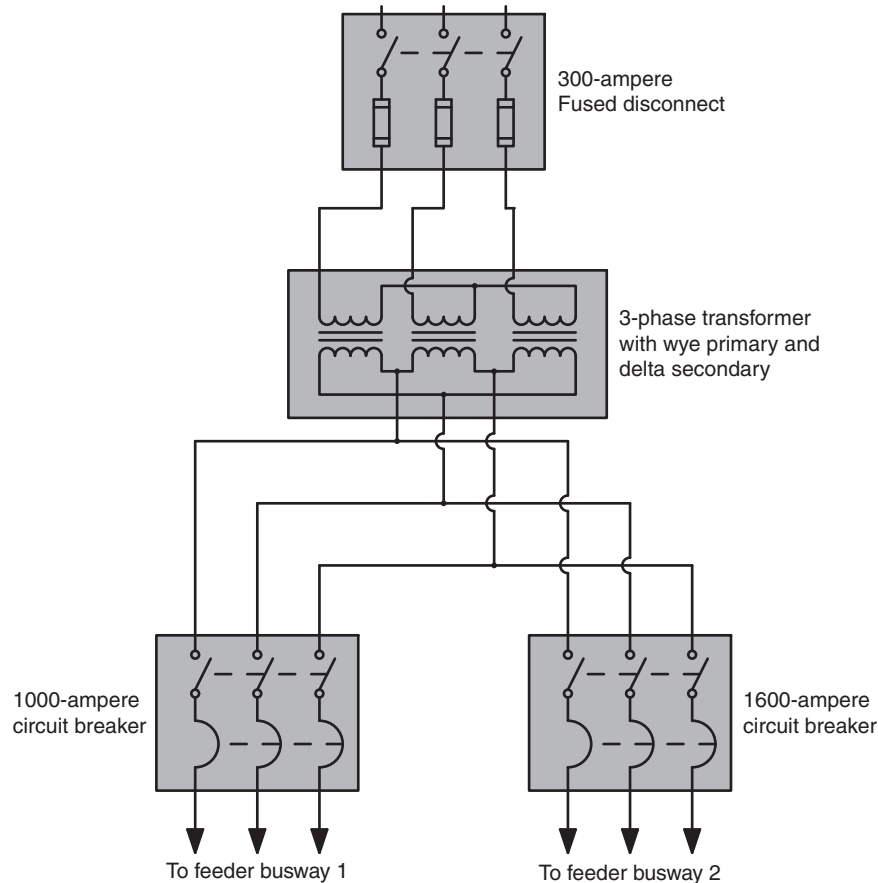 300-ampere
Fused disconnect
3-phase transformer
with wye primary and
delta secondary
1000-ampere
circuit breaker
1600-ampere
circuit breaker
To feeder busway 1
To feeder busway 2